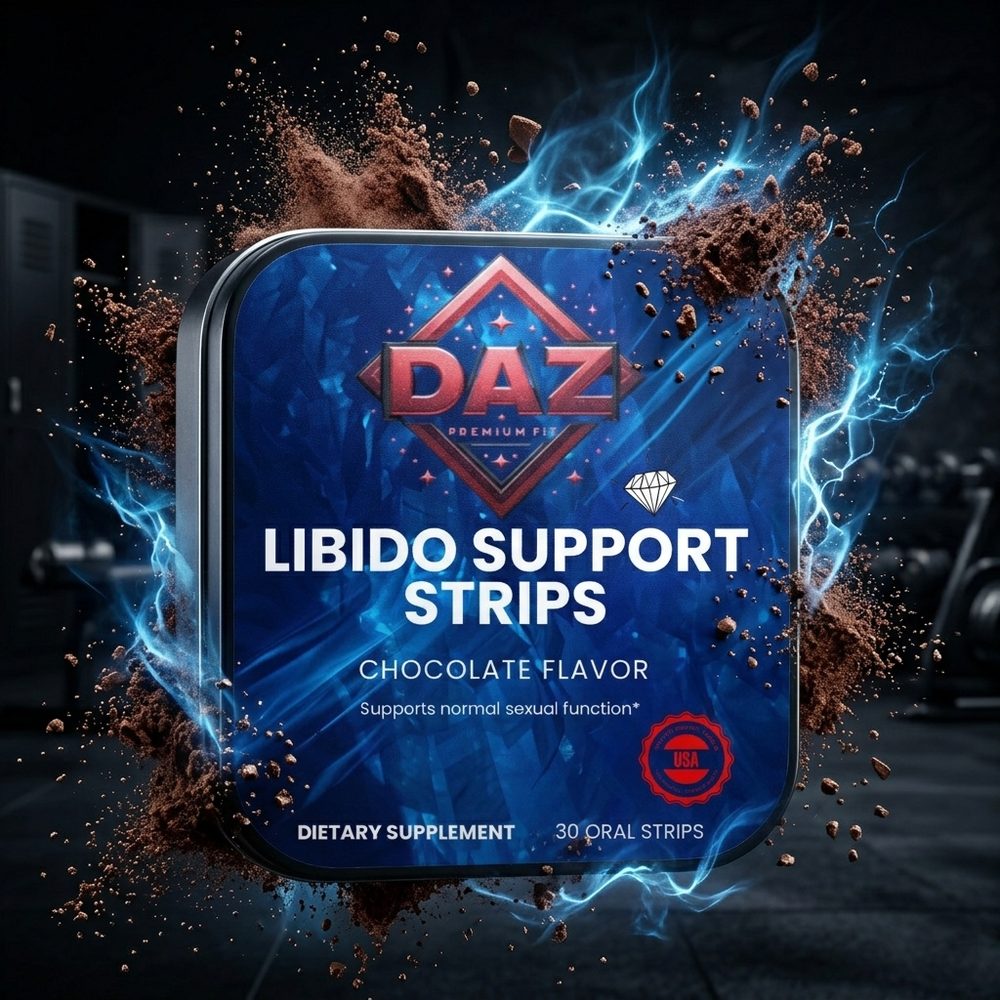 DAZ
PREMIUM FIT
LIBIDO SUPPORT
STRIPS
CHOCOLATE FLAVOR
Supports normal sexual function*
USA
DIETARY SUPPLEMENT 30 ORAL STRIPS